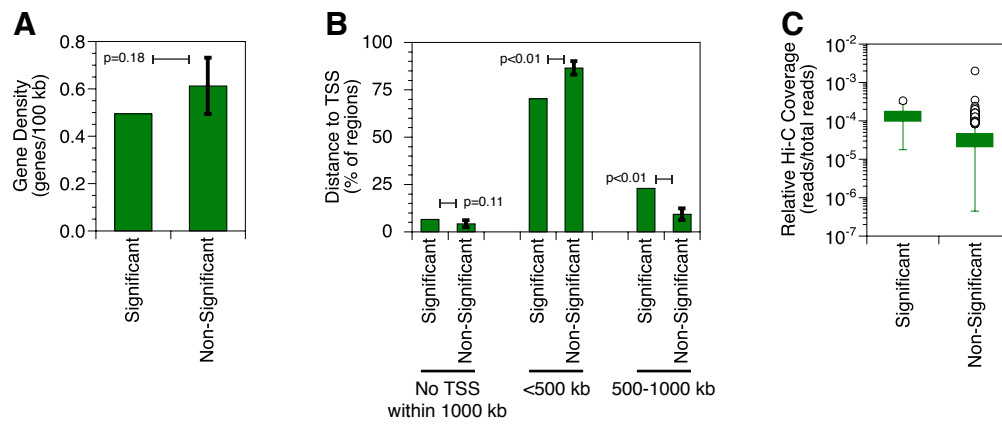 A
Gene Density
(genes/100 kb)
0.8
0.6
0.4
0.2
0.0
p=0.18
Significant
Non-Significant
B
Distance to TSS
(% of regions)
100
75
50
25
0
p=0.11
p<0.01
p<0.01
Significant
Non-Significant
Significant
Non-Significant
Significant
Non-Significant
No TSS
within 1000 kb
<500 kb
500-1000 kb
C
Relative Hi-C Coverage
(reads/total reads)
10-2
10-3
10-4
10-5
10-6
10-7
Significant
Non-Significant